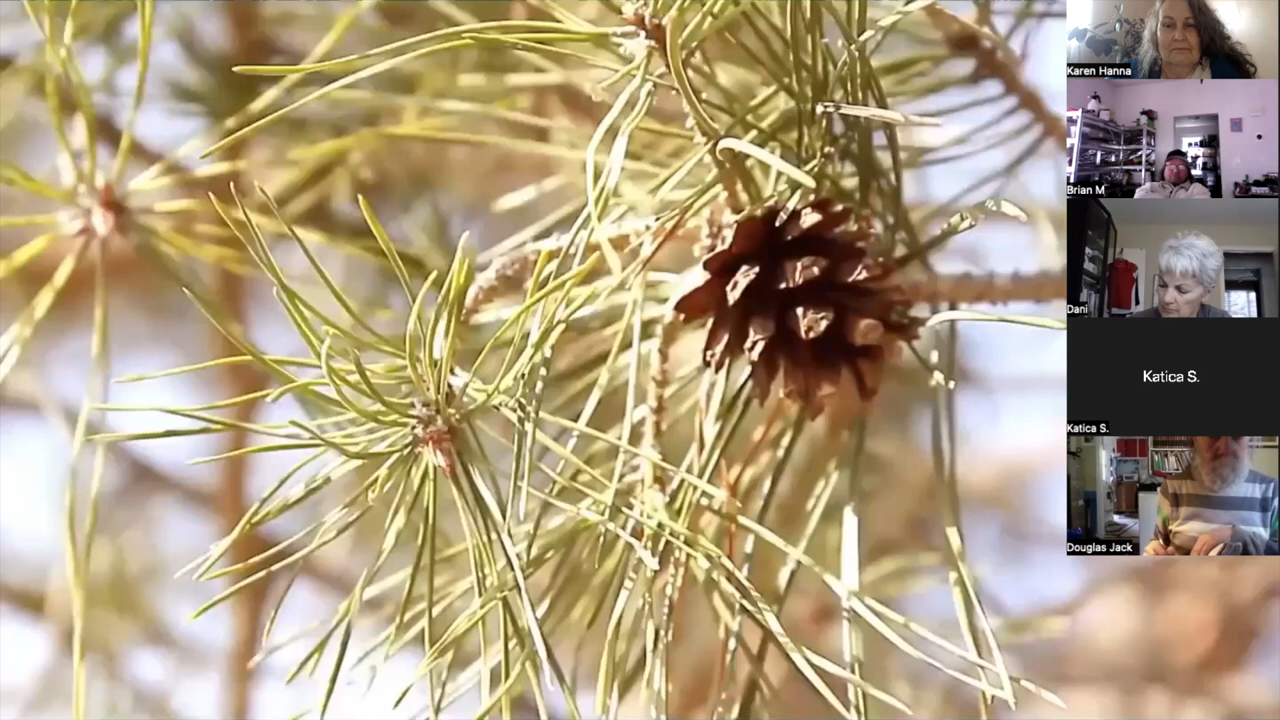 Karen Hanna
Brian M
Dani
Katica S.
Katica S.
Douglas Jack